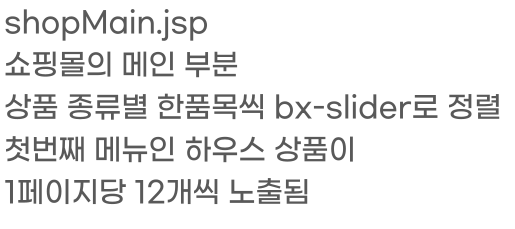 shopMain.jsp
쇼핑몰의 메인 부분
상품 종류별 한품목씩 bx-slider로 정렬
첫번째 메뉴인 하우스 상품이
1페이지당 12개씩 노출됨